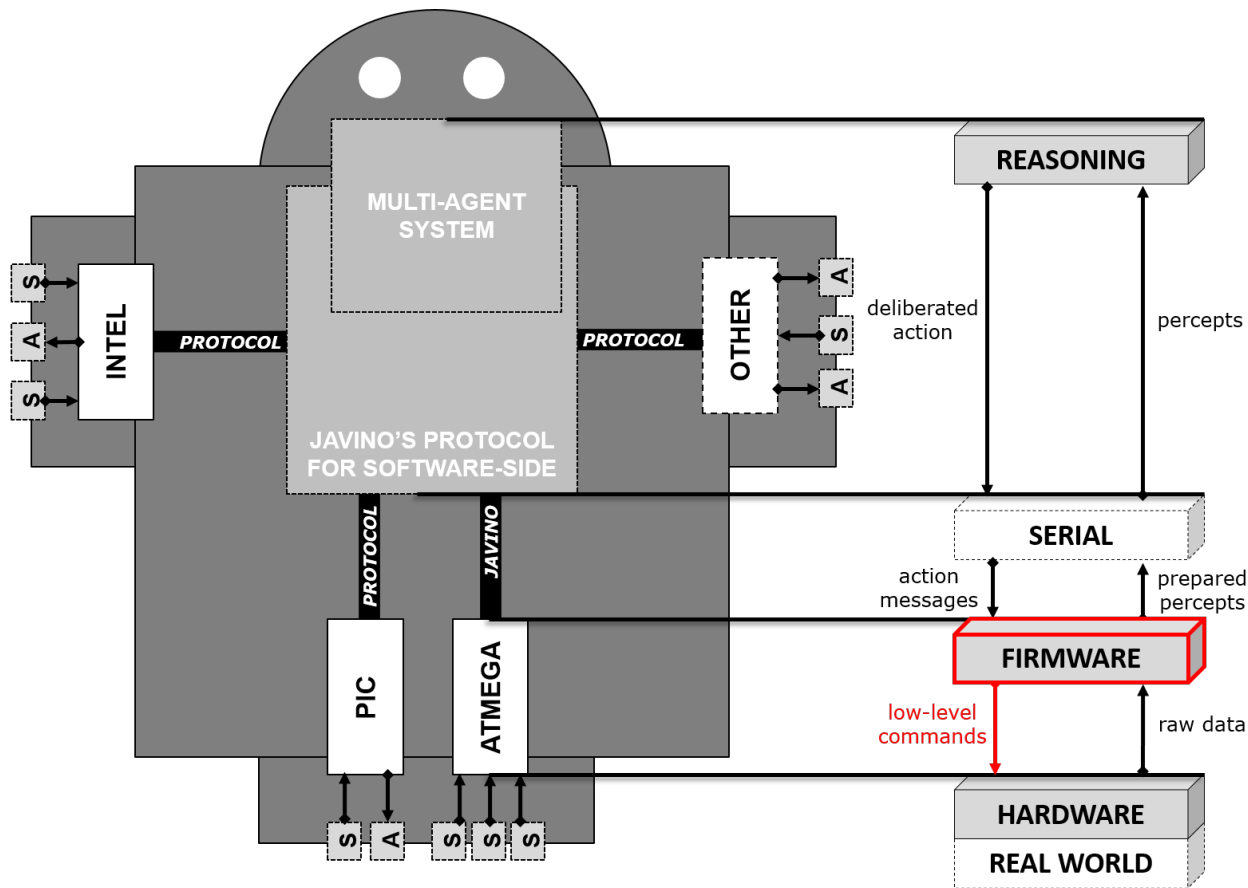 REASONING
MULTI-AGENT
SYSTEM
S
A
S
INTEL
PROTOCOL
PROTOCOL
OTHER
A
S
A
deliberated
action
percepts
JAVINO'S PROTOCOL
FOR SOFTWARE-SIDE
PROTOCOL
JAVINO
SERIAL
action
messages
prepared
percepts
PIC
ATMEGA
FIRMWARE
low-level
commands
raw data
S
A
S
S
S
HARDWARE
REAL WORLD